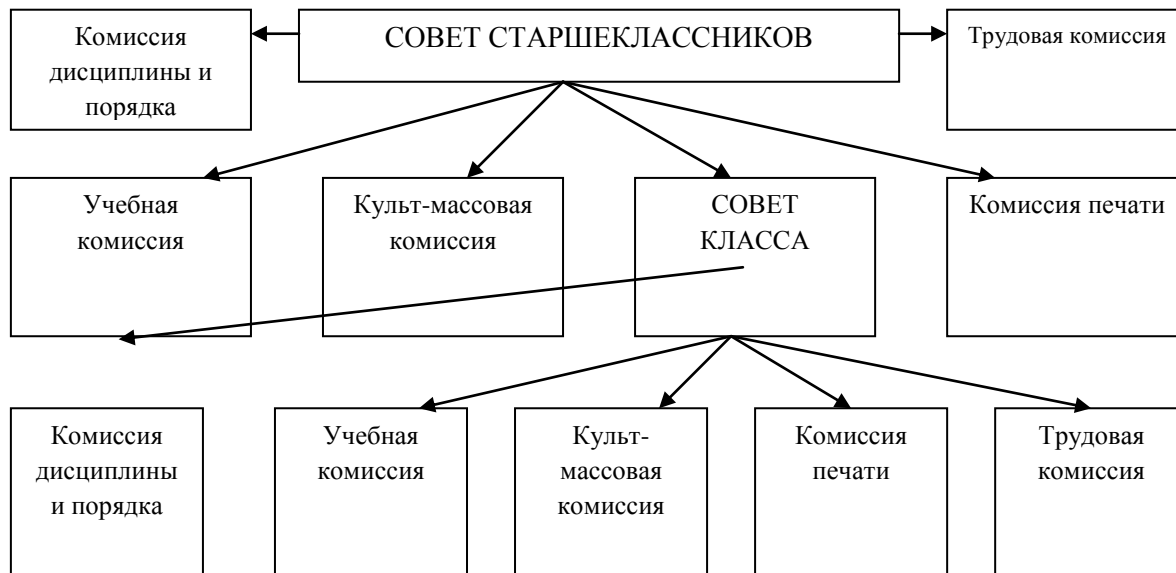 Комиссия
дисциплины и
порядка
СОВЕТ СТАРШЕКЛАССНИКОВ
Трудовая комиссия
Учебная
комиссия
Культ-массовая
комиссия
СОВЕТ
КЛАССА
Комиссия печати
Комиссия
дисциплины
и порядка
Учебная
комиссия
Культ-
массовая
комиссия
Комиссия
печати
Трудовая
комиссия